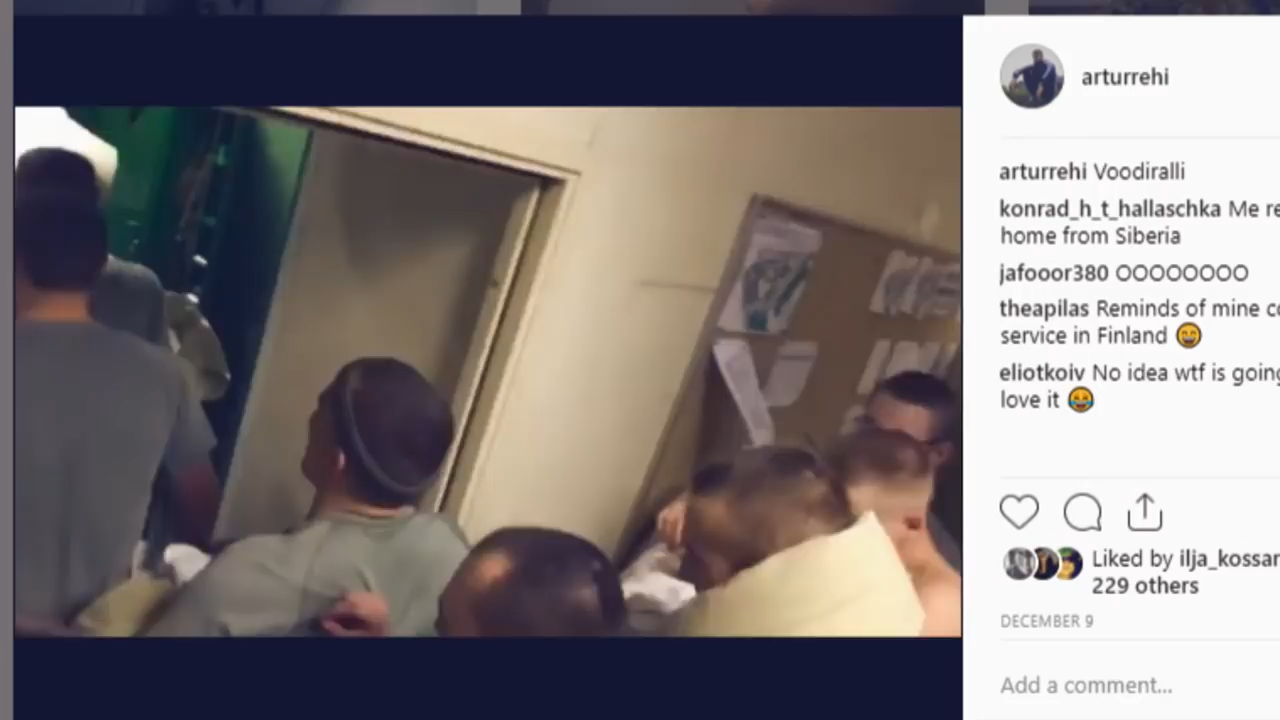 arturrehi
arturrehi Voodiralli
konrad_h_t_hallaschka Me re
home from Siberia
jafooor380 OOOOOOOO
theapilas Reminds of mine co
service in Finland 😄
eliotkoiv No idea wtf is going
love it 😂
Liked by ilja_kossar
229 others
DECEMBER 9
Add a comment...